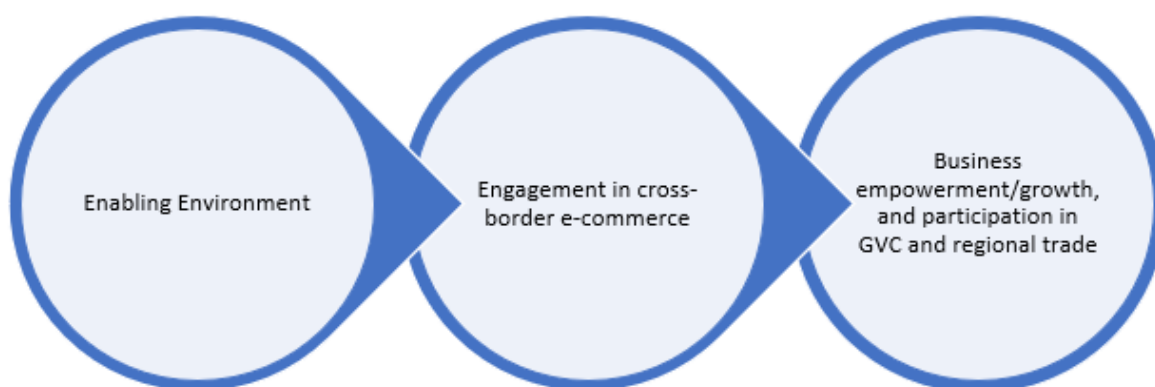 Enabling Environment
Engagement in cross-
border e-commerce
Business
empowerment/growth,
and participation in
GVC and regional trade